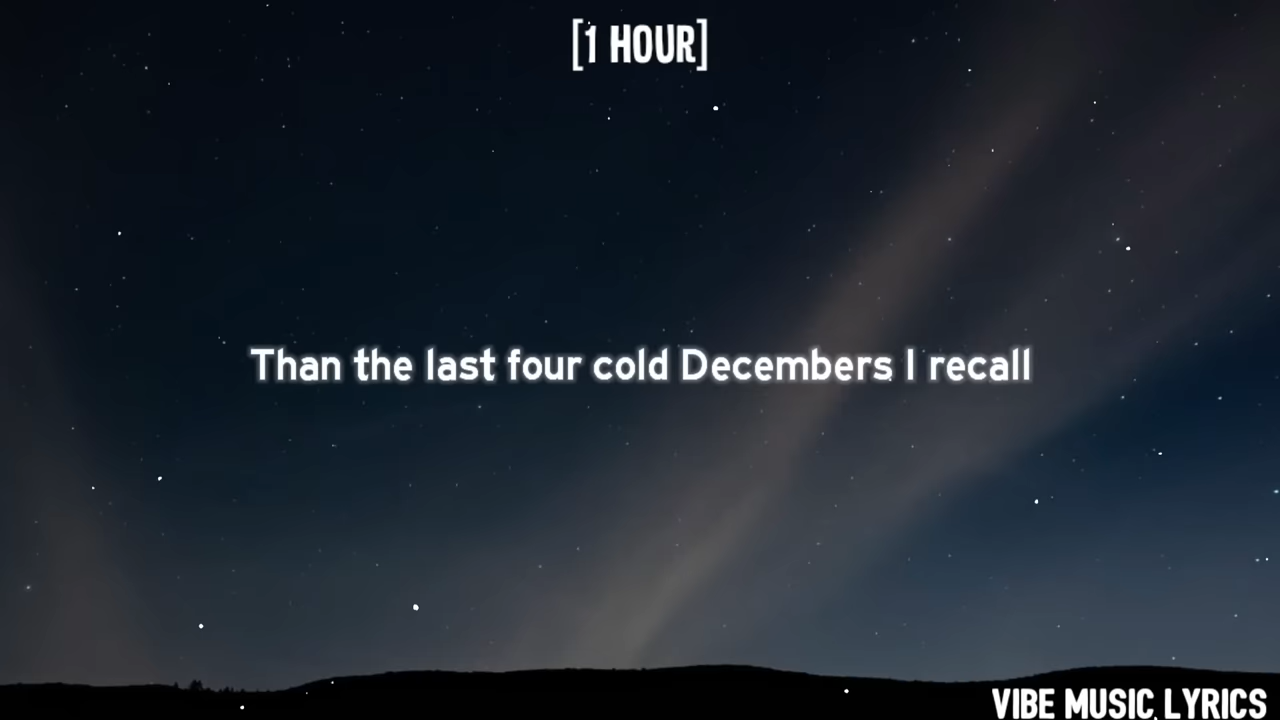 [1 HOUR]
Than the last four cold Decembers I recall
VIBE MUSIC LYRICS